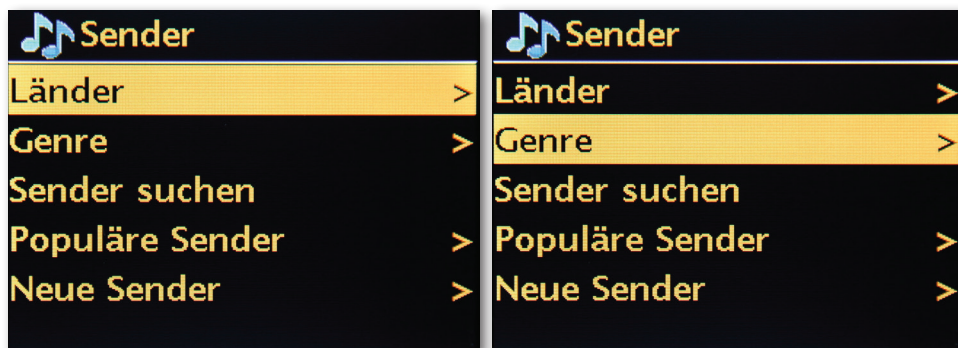 Sender
Länder >
Genre >
Sender suchen
Populäre Sender >
Neue Sender >
Sender
Länder >
Genre >
Sender suchen
Populäre Sender >
Neue Sender >